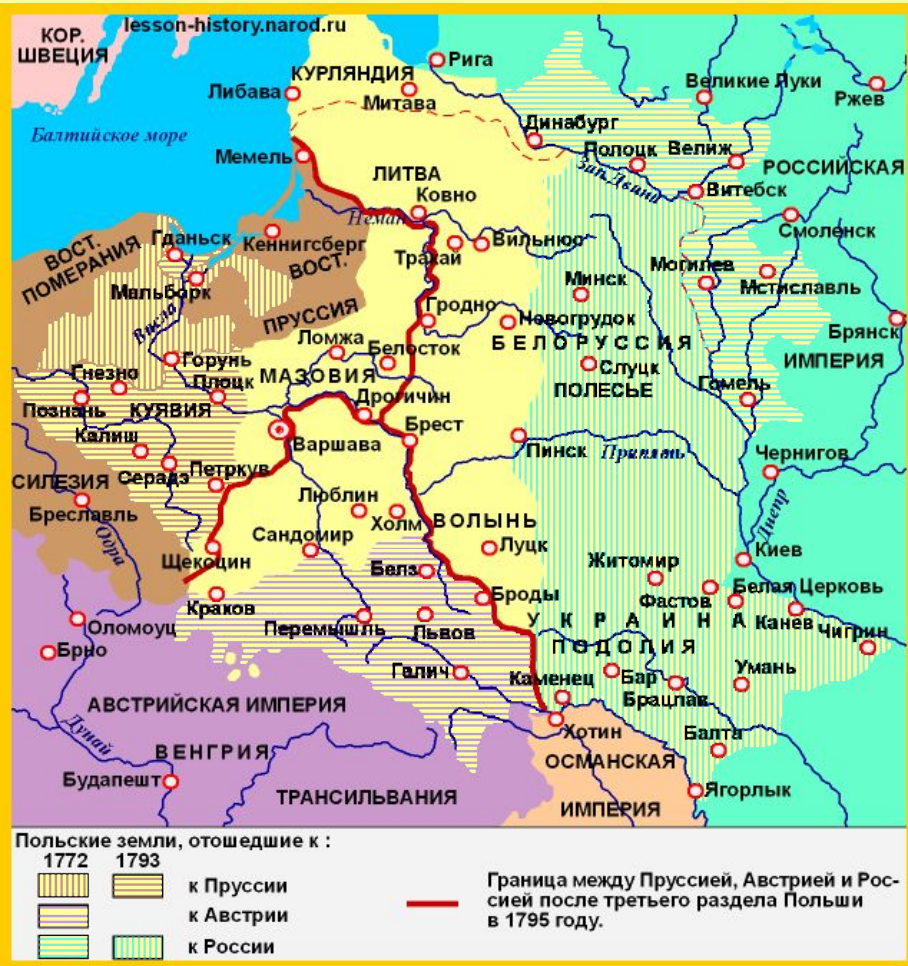 lesson-history.narod.ru
КОР.
ШВЕЦИЯ
Рига
КУРЛЯНДИЯ
Либава
Митава
Великие Луки
Ржев
Балтийское море
Динабург
Мемель
Полоцк
Велиж
РОССИЙСКАЯ
ЛИТВА
Зап. Двина
Ковно
Витебск
Неман
Смоленск
ВОСТ.
ПОМЕРАНИЯ
Гданьск
Кеннигсберг
Тракай
Вильнюс
ВОСТ.
ПРУССИЯ
Могилев
Мальборк
Минск
Мстиславль
Висла
Гродно
Новогрудок
Брянск
Ломжа
Белосток
БЕЛОРУССИЯ
ИМПЕРИЯ
Горунь
Гнезно
Плоцк
МАЗОВИЯ
Слуцк
ПОЛЕСЬЕ
Гомель
Познань
КУЯВИЯ
Дрогичин
Варшава
Брест
Калиш
Пинск
Припять
Чернигов
Серадз
Петркув
СИЛЕЗИЯ
Бреславль
Люблин
Холм
ВОЛЫНЬ
Днепр
Одра
Сандомир
Луцк
Киев
Щекоцин
Белз
Житомир
Белая Церковь
Краков
Броды
Фастов
Оломоуц
Перемышль
Львов
УКРАИНА
Канев
Чигрин
Брно
ПОДОЛИЯ
Галич
Каменец
Бар
Умань
Брацлав
АВСТРИЙСКАЯ ИМПЕРИЯ
Дунай
Хотин
Балта
ВЕНГРИЯ
ОСМАНСКАЯ
Будапешт
ТРАНСИЛЬВАНИЯ
ИМПЕРИЯ
Ягорлык
Польские земли, отошедшие к :
1772 1793
к Пруссии
к Австрии
к России
Граница между Пруссией, Австрией и Рос-
сией после третьего раздела Польши
в 1795 году.